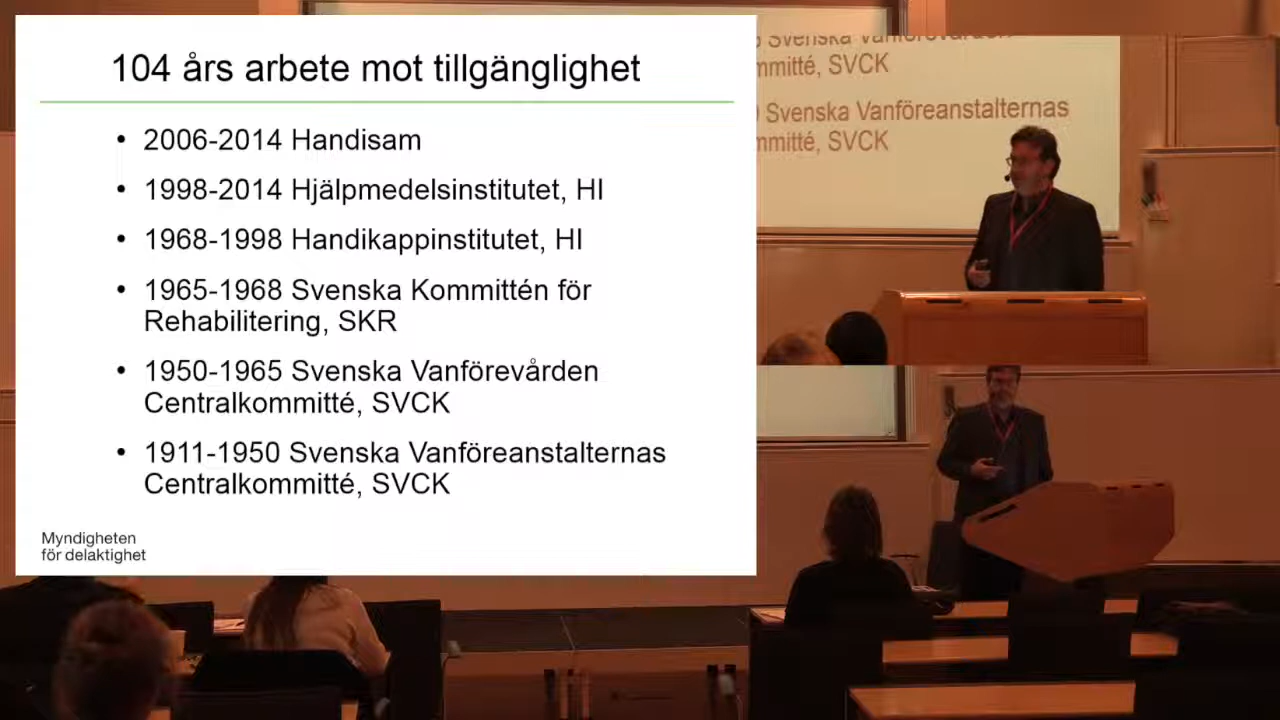 104 års arbete mot tillgänglighet
• 2006-2014 Handisam
• 1998-2014 Hjälpmedelsinstitutet, HI
• 1968-1998 Handikappinstitutet, HI
• 1965-1968 Svenska Kommittén för
Rehabilitering, SKR
• 1950-1965 Svenska Vanförevården
Centralkommitté, SVCK
• 1911-1950 Svenska Vanföreanstalternas
Centralkommitté, SVCK
Myndigheten
för delaktighet
Svenska Vanförevården
mmitté, SVCK
Svenska Vanföreanstalternas
mmitté, SVCK